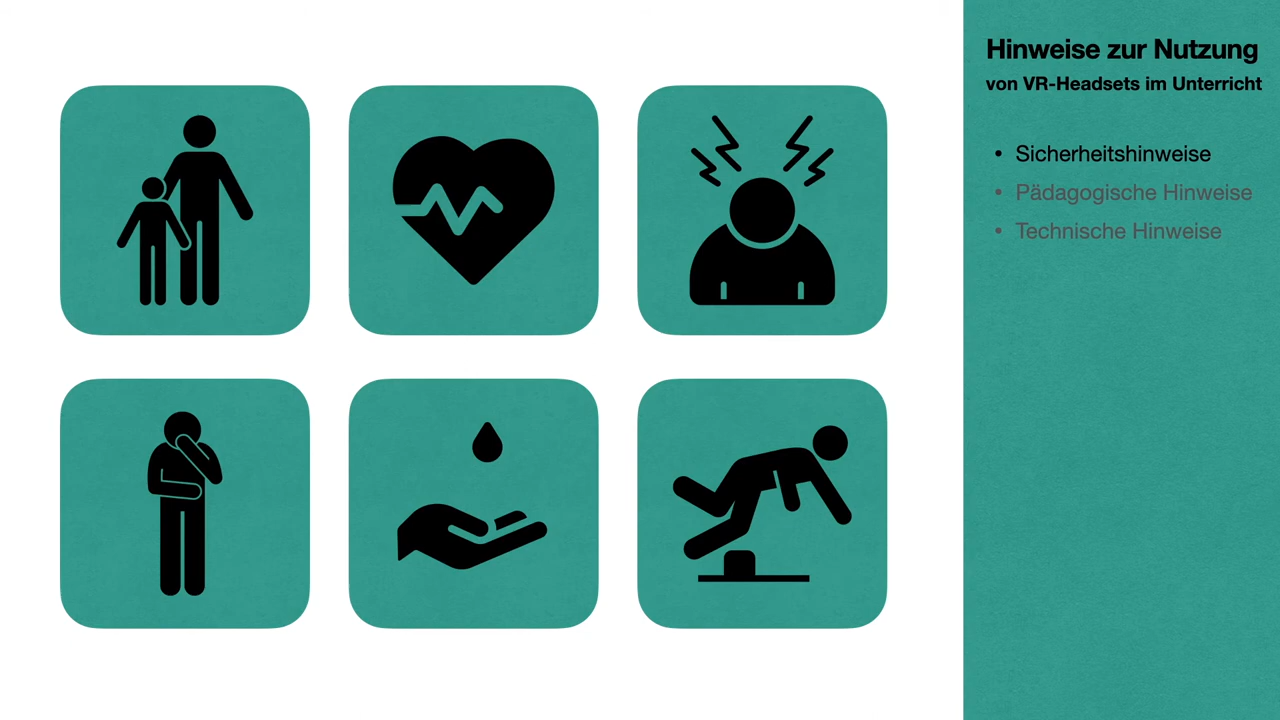 Hinweise zur Nutzung
von VR-Headsets im Unterricht
• Sicherheitshinweise
• Pädagogische Hinweise
• Technische Hinweise